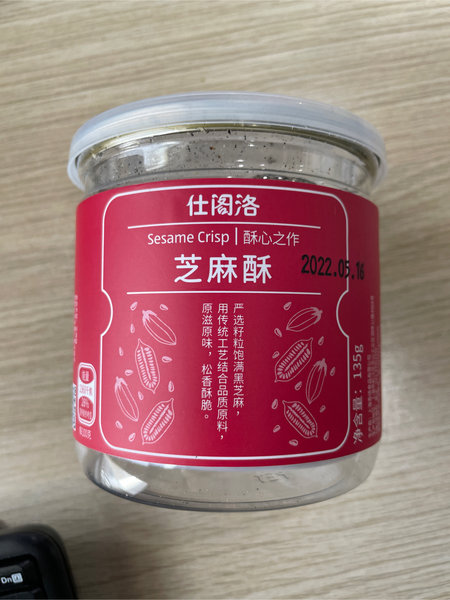 仕阁洛
Sesame Crisp | 酥心之作
芝麻酥
2022.05.16
严选籽粒饱满黑芝麻，
用传统工艺结合品质原料，
原滋原味，松香酥脆。
净含量：135g
Dn